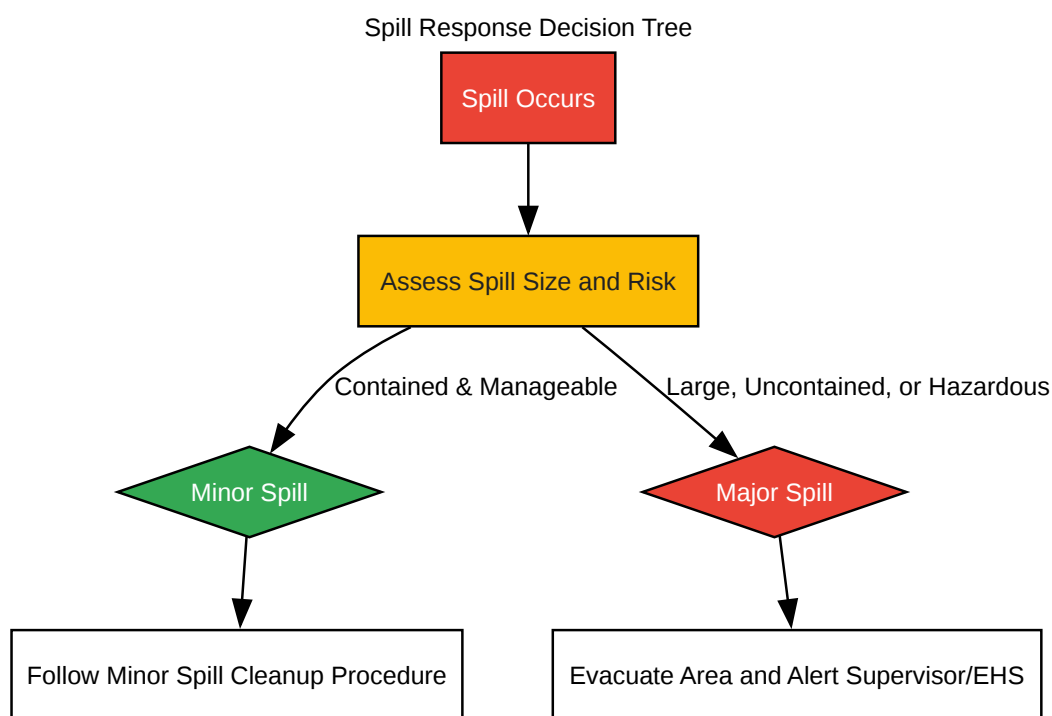 Spill Response Decision Tree
Spill Occurs
Assess Spill Size and Risk
Contained & Manageable
Large, Uncontained, or Hazardous
Minor Spill
Major Spill
Follow Minor Spill Cleanup Procedure
Evacuate Area and Alert Supervisor/EHS